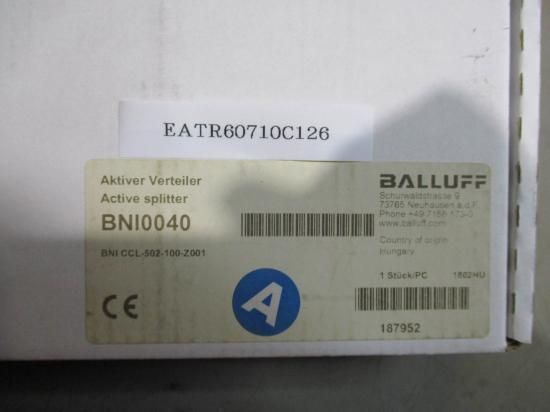 EATR60710C126
Aktiver Verteiler
Active splitter
BNI0040
BNI CCL-502-100-Z001
CE
A
BALLUFF
Schurwaldstrasse 9
73765 Neuhausen a.d.F.
Phone +49 7158 173-0
www.balluff.com
Country of origin
Hungary
1 Stück/PC 1602HU
187952